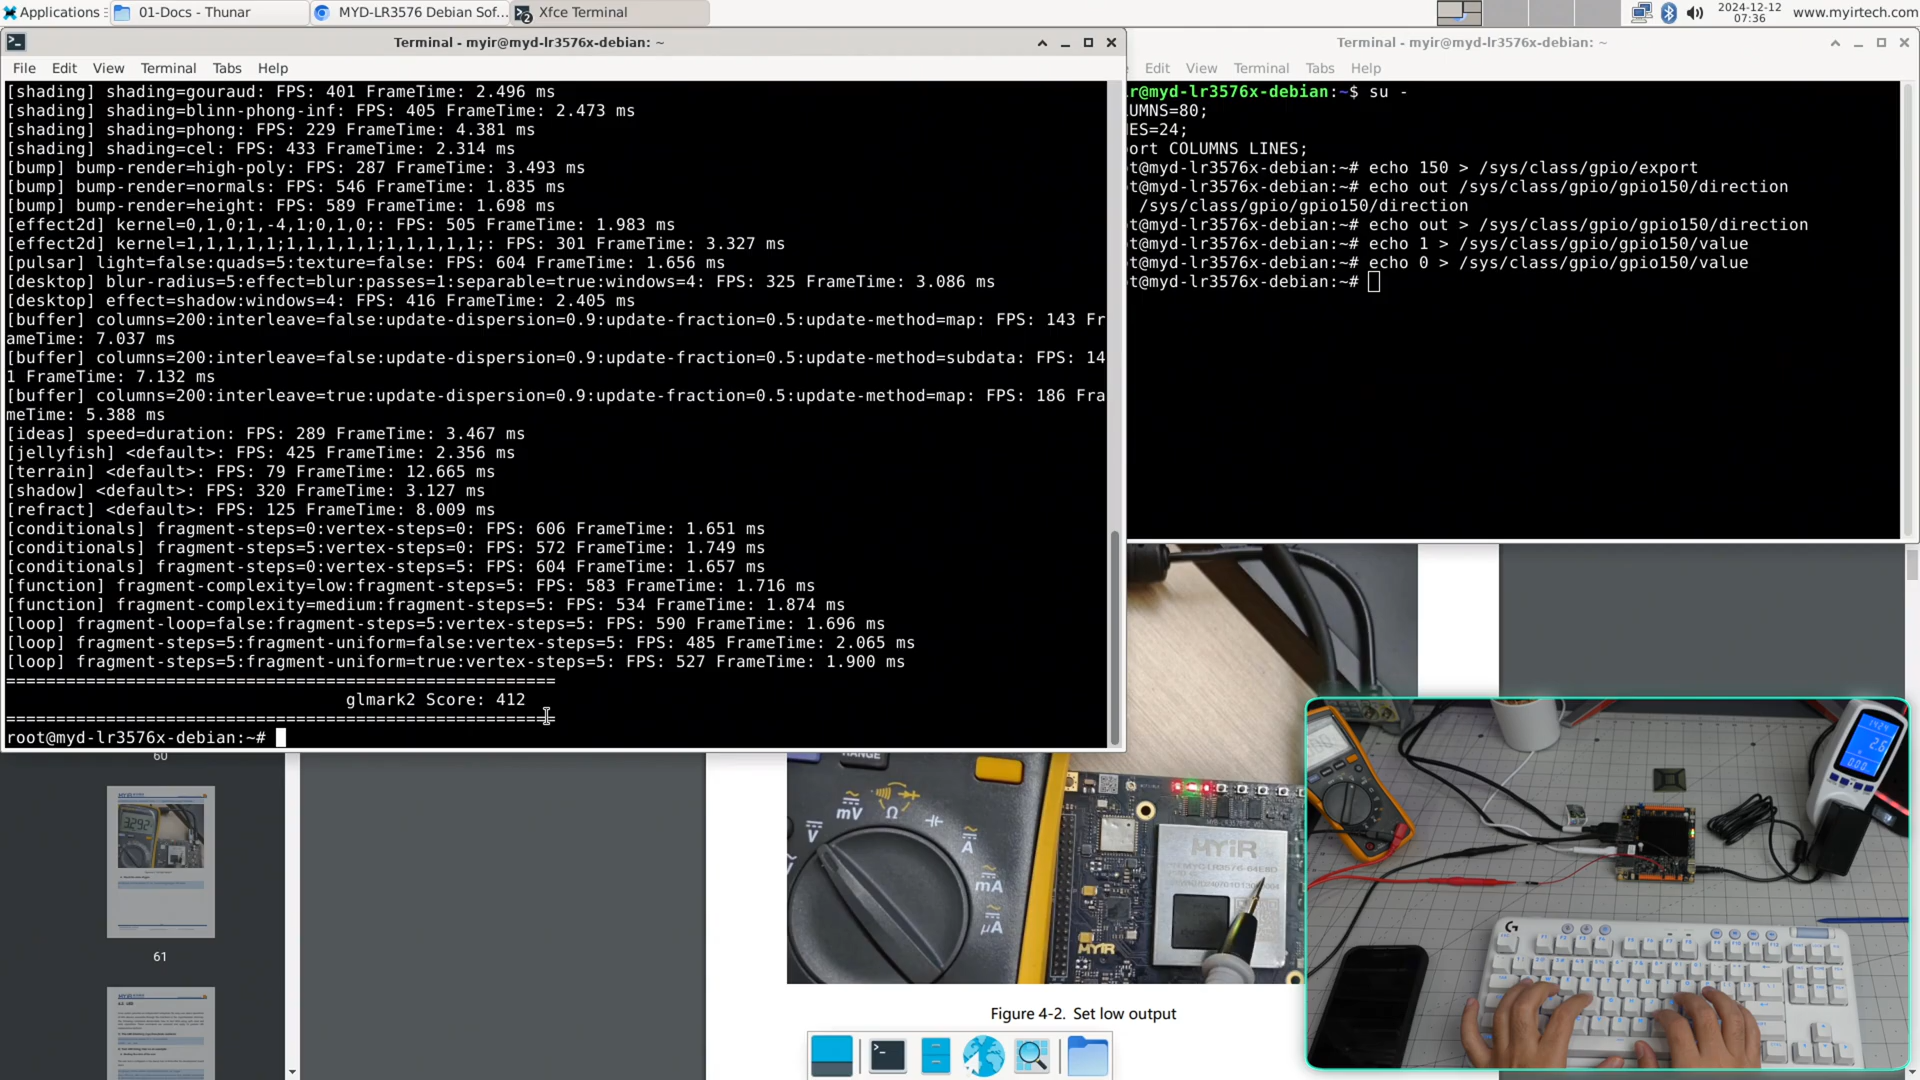 Applications
01-Docs - Thunar
MYD-LR3576 Debian Sof...
Xfce Terminal
2024-12-12
07:36
www.myirtech.com
Terminal - myir@myd-lr3576x-debian: ~
File Edit View Terminal Tabs Help
[shading] shading=gouraud: FPS: 401 FrameTime: 2.496 ms
[shading] shading=blinn-phong-inf: FPS: 405 FrameTime: 2.473 ms
[shading] shading=phong: FPS: 229 FrameTime: 4.381 ms
[shading] shading=cel: FPS: 433 FrameTime: 2.314 ms
[bump] bump-render=high-poly: FPS: 287 FrameTime: 3.493 ms
[bump] bump-render=normals: FPS: 546 FrameTime: 1.835 ms
[bump] bump-render=height: FPS: 589 FrameTime: 1.698 ms
[effect2d] kernel=0,1,0;1,-4,1;0,1,0;: FPS: 505 FrameTime: 1.983 ms
[effect2d] kernel=1,1,1,1,1;1,1,1,1,1;1,1,1,1,1;: FPS: 301 FrameTime: 3.327 ms
[pulsar] light=false:quads=5:texture=false: FPS: 604 FrameTime: 1.656 ms
[desktop] blur-radius=5:effect=blur:passes=1:separable=true:windows=4: FPS: 325 FrameTime: 3.086 ms
[desktop] effect=shadow:windows=4: FPS: 416 FrameTime: 2.405 ms
[buffer] columns=200:interleave=false:update-dispersion=0.9:update-fraction=0.5:update-method=map: FPS: 143 Fr
ameTime: 7.037 ms
[buffer] columns=200:interleave=false:update-dispersion=0.9:update-fraction=0.5:update-method=subdata: FPS: 14
1 FrameTime: 7.132 ms
[buffer] columns=200:interleave=true:update-dispersion=0.9:update-fraction=0.5:update-method=map: FPS: 186 Fra
meTime: 5.388 ms
[ideas] speed=duration: FPS: 289 FrameTime: 3.467 ms
[jellyfish] <default>: FPS: 425 FrameTime: 2.356 ms
[terrain] <default>: FPS: 79 FrameTime: 12.665 ms
[shadow] <default>: FPS: 320 FrameTime: 3.127 ms
[refract] <default>: FPS: 125 FrameTime: 8.009 ms
[conditionals] fragment-steps=0:vertex-steps=0: FPS: 606 FrameTime: 1.651 ms
[conditionals] fragment-steps=5:vertex-steps=0: FPS: 572 FrameTime: 1.749 ms
[conditionals] fragment-steps=0:vertex-steps=5: FPS: 604 FrameTime: 1.657 ms
[function] fragment-complexity=low:fragment-steps=5: FPS: 583 FrameTime: 1.716 ms
[function] fragment-complexity=medium:fragment-steps=5: FPS: 534 FrameTime: 1.874 ms
[loop] fragment-loop=false:fragment-steps=5:vertex-steps=5: FPS: 590 FrameTime: 1.696 ms
[loop] fragment-steps=5:fragment-uniform=false:vertex-steps=5: FPS: 485 FrameTime: 2.065 ms
[loop] fragment-steps=5:fragment-uniform=true:vertex-steps=5: FPS: 527 FrameTime: 1.900 ms
=======================================================
glmark2 Score: 412
=======================================================
root@myd-lr3576x-debian:~#
Terminal - myir@myd-lr3576x-debian: ~
Edit View Terminal Tabs Help
r@myd-lr3576x-debian:~$ su -
UMNS=80;
ES=24;
ort COLUMNS LINES;
t@myd-lr3576x-debian:~# echo 150 > /sys/class/gpio/export
t@myd-lr3576x-debian:~# echo out /sys/class/gpio/gpio150/direction
/sys/class/gpio/gpio150/direction
t@myd-lr3576x-debian:~# echo out > /sys/class/gpio/gpio150/direction
t@myd-lr3576x-debian:~# echo 1 > /sys/class/gpio/gpio150/value
t@myd-lr3576x-debian:~# echo 0 > /sys/class/gpio/gpio150/value
t@myd-lr3576x-debian:~#
60
61
RANGE
V
mV
Ω
A
mA
μA
MYiR
MYiR
Figure 4-2. Set low output